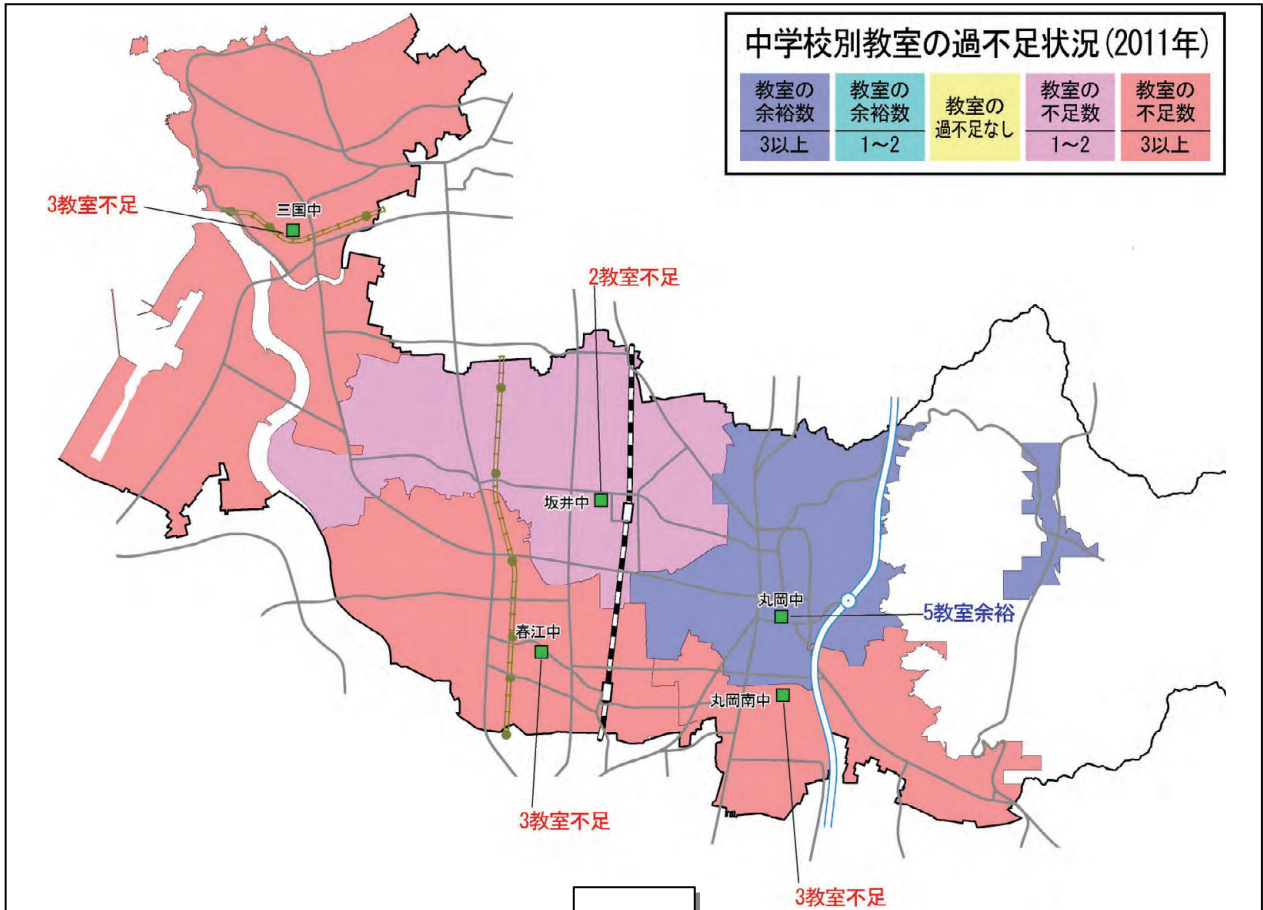 中学校別教室の過不足状況(2011年)
教室の
余裕数
3以上
教室の
余裕数
1～2
教室の
過不足なし
教室の
不足数
1～2
教室の
不足数
3以上
3教室不足
三国中
2教室不足
坂井中
丸岡中
5教室余裕
春江中
丸岡南中
3教室不足
3教室不足